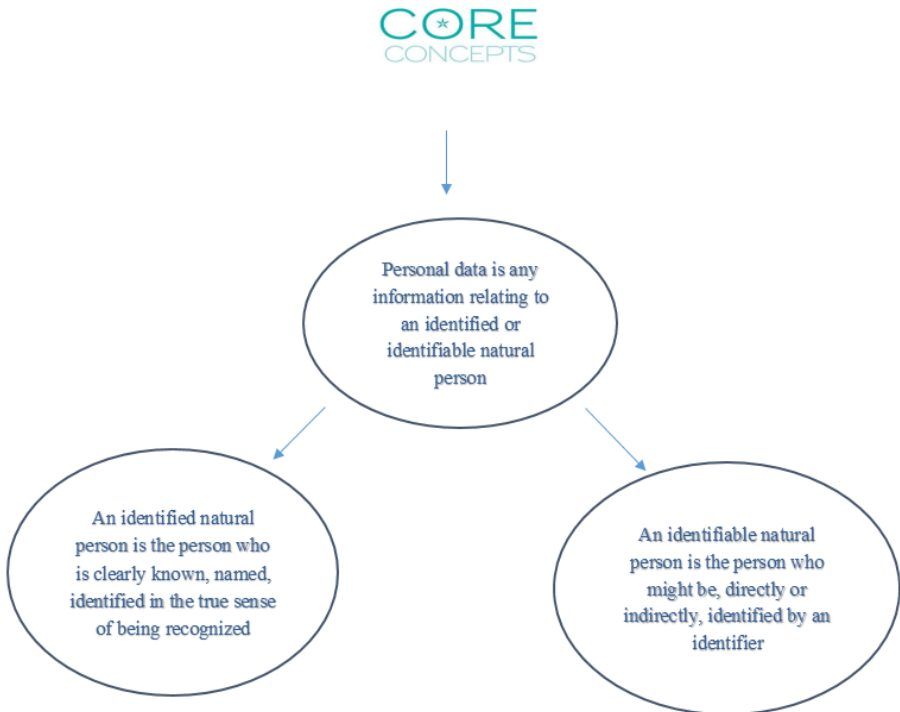 CORE
CONCEPTS
Personal data is any
information relating to
an identified or
identifiable natural
person
An identified natural
person is the person who
is clearly known, named,
identified in the true sense
of being recognized
An identifiable natural
person is the person who
might be, directly or
indirectly, identified by an
identifier